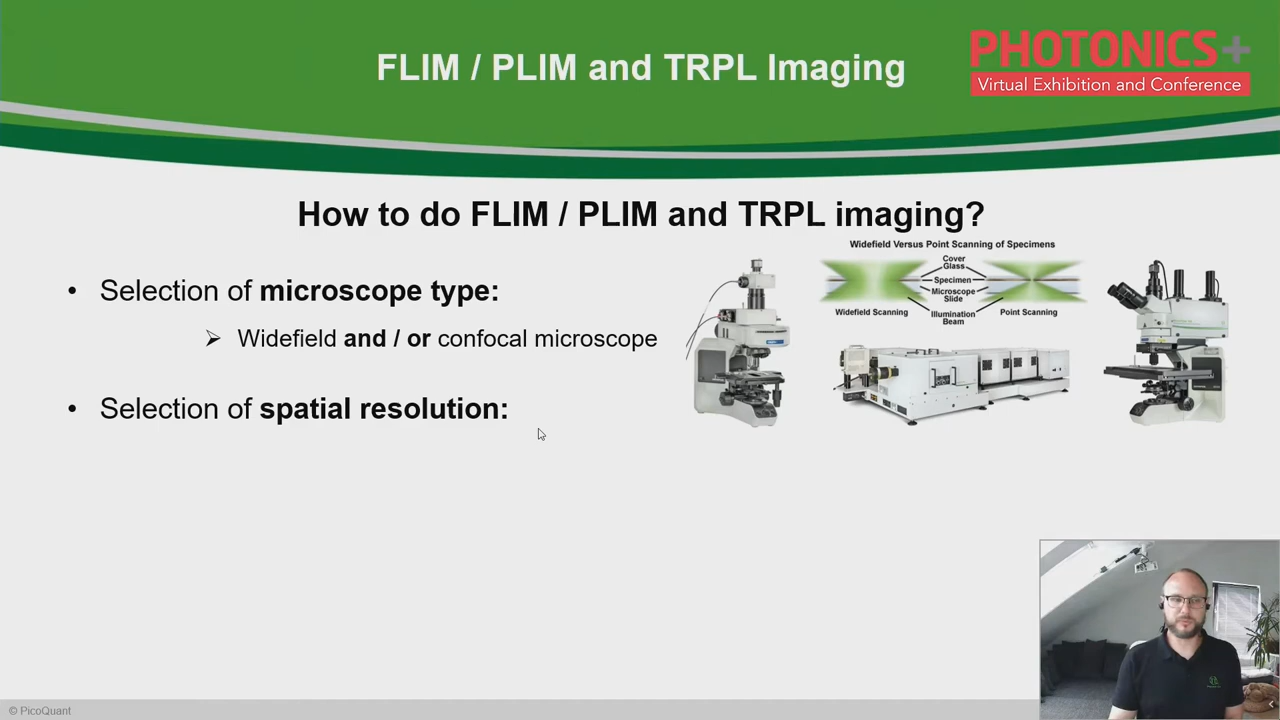 FLIM / PLIM and TRPL Imaging
PHOTONICS+
Virtual Exhibition and Conference
How to do FLIM / PLIM and TRPL imaging?
• Selection of microscope type:
➢ Widefield and / or confocal microscope
• Selection of spatial resolution:
Widefield Versus Point Scanning of Specimens
Cover
Glass
Specimen
Microscope
Slide
Widefield Scanning
Illumination
Beam
Point Scanning
© PicoQuant